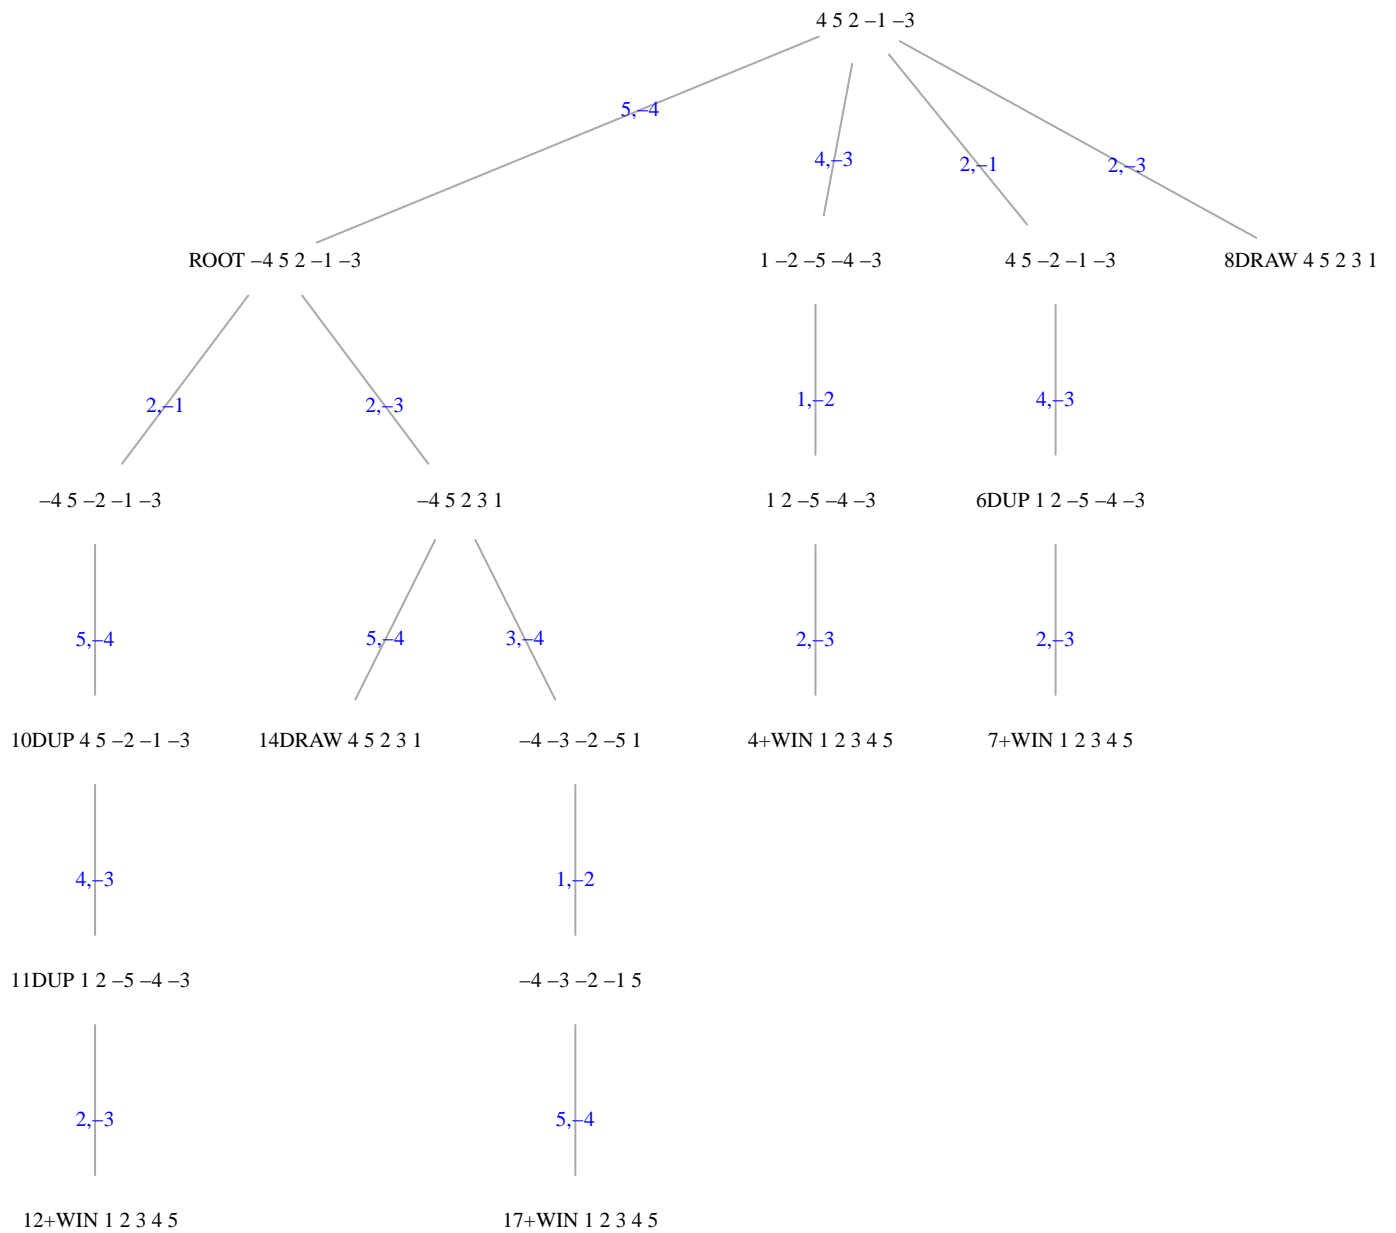 4 5 2 −1 −3
5,−4
4,−3
2,−1
2,−3
ROOT −4 5 2 −1 −3
1 −2 −5 −4 −3
4 5 −2 −1 −3
8DRAW 4 5 2 3 1
2,−1
2,−3
1,−2
4,−3
−4 5 −2 −1 −3
−4 5 2 3 1
1 2 −5 −4 −3
6DUP 1 2 −5 −4 −3
5,−4
5,−4
3,−4
2,−3
2,−3
10DUP 4 5 −2 −1 −3
14DRAW 4 5 2 3 1
−4 −3 −2 −5 1
4+WIN 1 2 3 4 5
7+WIN 1 2 3 4 5
4,−3
1,−2
11DUP 1 2 −5 −4 −3
−4 −3 −2 −1 5
2,−3
5,−4
12+WIN 1 2 3 4 5
17+WIN 1 2 3 4 5